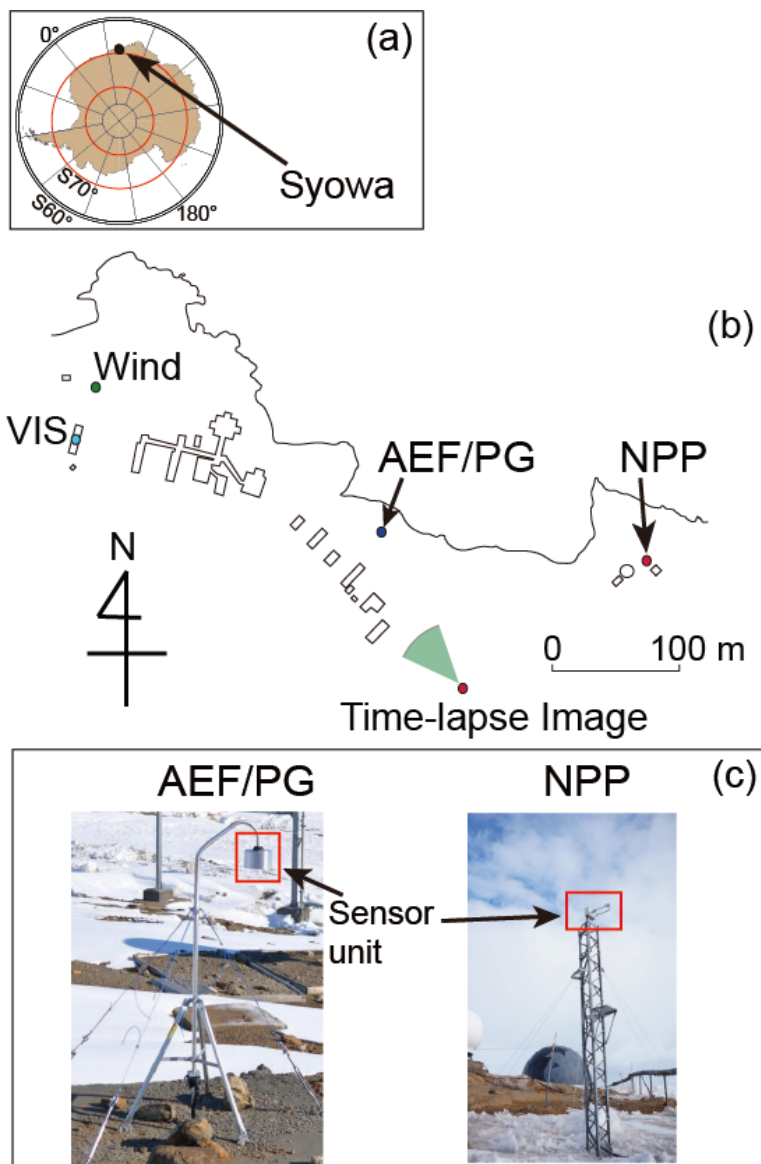 (a)
0°
Syowa
S70°
S60°
180°
(b)
Wind
VIS
AEF/PG
NPP
N
0
100 m
Time-lapse Image
(c)
AEF/PG
NPP
Sensor
unit